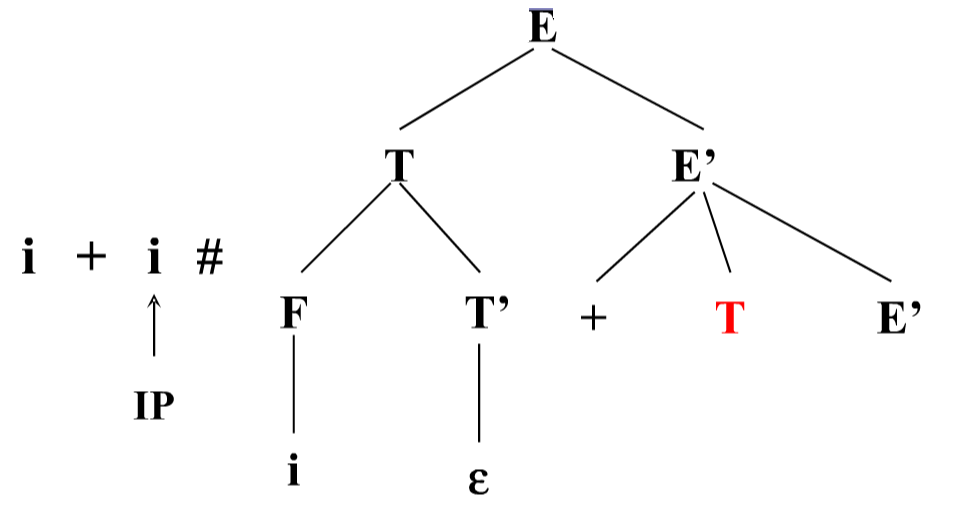 E
T E’
i + i #
F T’ + T E’
IP
i ε